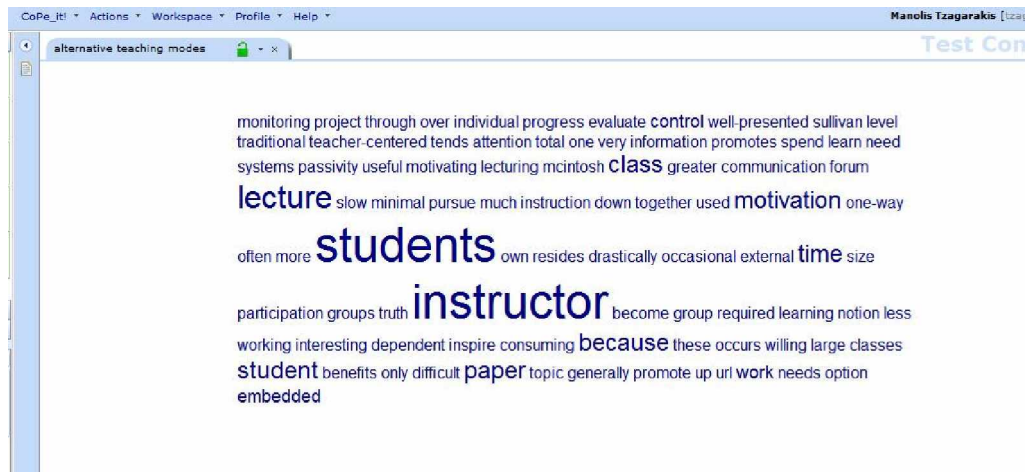 CoPe_it! Actions Workspace Profile Help Manolis Tzagarakis
alternative teaching modes
Test Con
monitoring project through over individual progress evaluate control well-presented sullivan level
traditional teacher-centered tends attention total one very information promotes spend learn need
systems passivity useful motivating lecturing mcintosh class greater communication forum
lecture slow minimal pursue much instruction down together used motivation one-way
often more students own resides drastically occasional external time size
participation groups truth instructor become group required learning notion less
working interesting dependent inspire consuming because these occurs willing large classes
student benefits only difficult paper topic generally promote up url work needs option
embedded